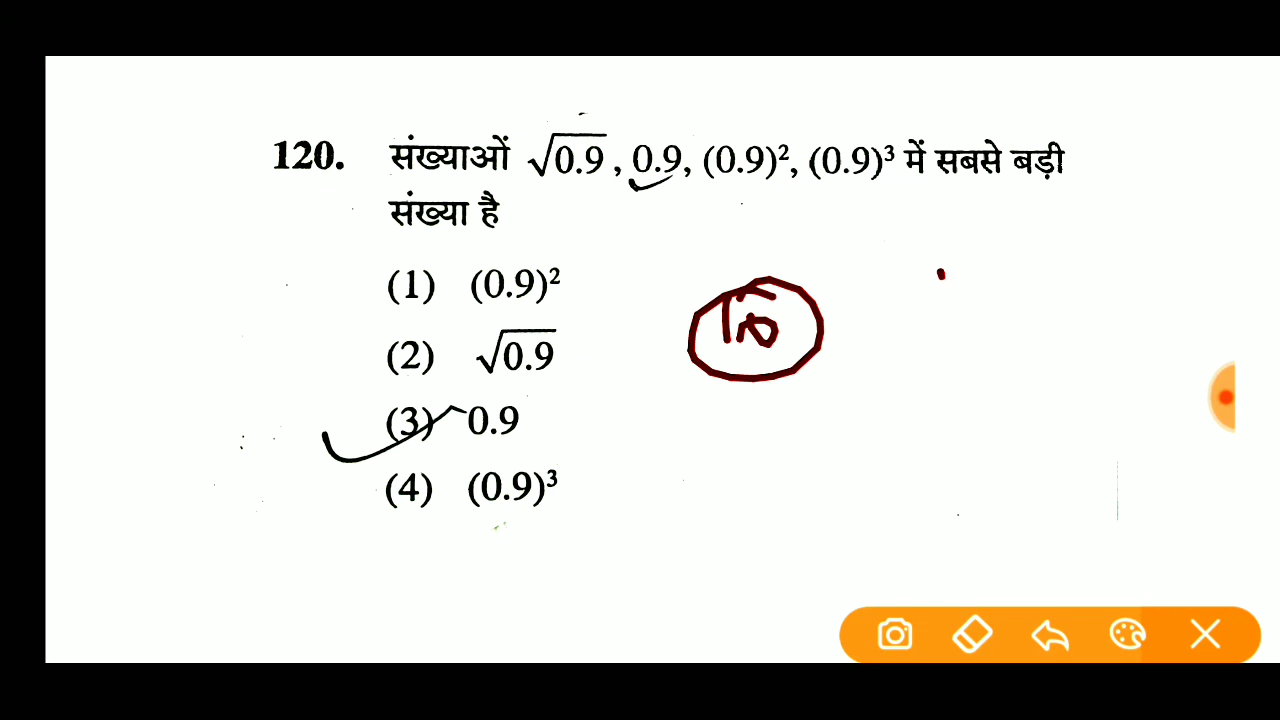 120. संख्याओं √0.9 , 0.9, (0.9)², (0.9)³ में सबसे बड़ी
संख्या है
(1) (0.9)²
(2) √0.9
(3) 0.9
(4) (0.9)³